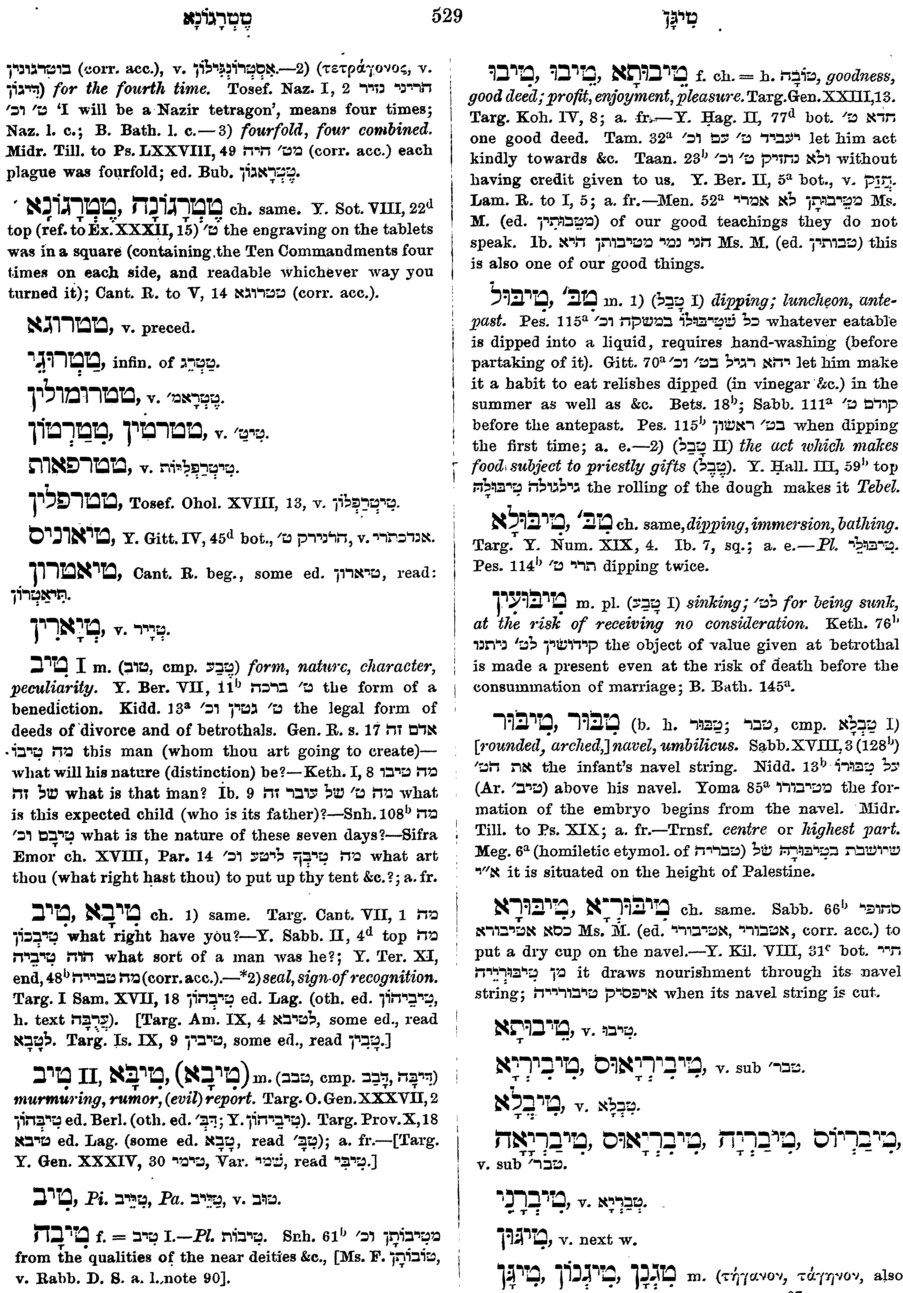 טֶטְרָגוֹנָא 529 טִיגָּן
בוטרגונין (corr. acc.), v. אַסְטְרוֹנְגִּילוֹן.—2) (τετράγονος, v.
דִּיגוֹן) for the fourth time. Tosef. Naz. I, 2 הריני נזיר
ט׳ וכ׳ ‘I will be a Nazir tetragon’, means four times;
Naz. l. c.; B. Bath. l. c.—3) fourfold, four combined.
Midr. Till. to Ps. LXXVIII, 49 מט׳ היה (corr. acc.) each
plague was fourfold; ed. Bub. טֶטְרָאגוֹן.
טֶטְרָגוֹנָה, טֶטְרָגוֹנָא ch. same. Y. Sot. VIII, 22d
top (ref. to Ex. XXXII, 15) ט׳ the engraving on the tablets
was in a square (containing the Ten Commandments four
times on each side, and readable whichever way you
turned it); Cant. R. to V, 14 טטרוגא (corr. acc.).
טטרוגא, v. preced.
טַטְרוּגֵי, infin. of טַטְרֵג.
טטרומולין, v. טֶטְרָאמ׳.
טטרטין, טַטַרְטוֹן, v. טִיט׳.
טטרפאות, v. טִיטְרַפְלִיּוֹת.
טטרפלין, Tosef. Ohol. XVIII, 13, v. טִיטְרַפְלוֹן.
טיאוניס, Y. Gitt. IV, 45d bot., הלנירק ט׳, v. אנדכתרי.
טיאטרון, Cant. R. beg., some ed. טיארון, read:
תֵּיאַטְרוֹן.
טְיָארִין, v. טְיָיר.
טִיב I m. (טוב, cmp. טָבַע) form, nature, character,
peculiarity. Y. Ber. VII, 11b ט׳ ברכה the form of a
benediction. Kidd. 13a ט׳ גטין וכ׳ the legal form of
deeds of divorce and of betrothals. Gen. R. s. 17 אדם זה
מה טִיבוֹ this man (whom thou art going to create)—
what will his nature (distinction) be?—Keth. I, 8 מה טיבו
של זה what is that man? Ib. 9 מה ט׳ של עובר זה what
is this expected child (who is its father)?—Snh. 108b מה
טִיבָם וכ׳ what is the nature of these seven days?—Sifra
Emor ch. XVIII, Par. 14 מה טִיבְךָ ליטע וכ׳ what art
thou (what right hast thou) to put up thy tent &c.?; a. fr.
טִיב, טִיבָא ch. 1) same. Targ. Cant. VII, 1 מה
טִיבְכוֹן what right have you?—Y. Sabb. II, 4d top מה
הוה טִיבֵיה what sort of a man was he?; Y. Ter. XI,
end, 48b מה טבייה (corr. acc.).—*2) seal, sign of recognition.
Targ. I Sam. XVII, 18 טִיבְהוֹן ed. Lag. (oth. ed. טִיבֵיהוֹן,
h. text עֲרֻבָּה). [Targ. Am. IX, 4 לטיבא, some ed., read
לְטָבָא. Targ. Is. IX, 9 טיבין, some ed., read טָבִין.]
טִיב II, טִיבָּא, (טִיבָא) m. (טבב, cmp. דָּבַב, דִּיבָּה)
murmuring, rumor, (evil) report. Targ. O. Gen. XXXVII, 2
טִיבְּהוֹן ed. Berl. (oth. ed. דִּבְּ׳; Y. טִיבֵיהוֹן). Targ. Prov. X, 18
טיבא ed. Lag. (some ed. טָבָא, read טִבָּ׳); a. fr.—[Targ.
Y. Gen. XXXIV, 30 טימי, Var. שמי, read טִיבִּי.]
טִיב, Pi. טִיֵּיב, Pa. טַיֵּיב, v. טוב.
טִיבָה f. = טִיב I.—Pl. טִיבוֹת. Snh. 61b מטִיבוֹתָן וכ׳
from the qualities of the near deities &c., [Ms. F. טוֹבוֹתָן,
v. Rabb. D. S. a. l. note 90].
טֵיבוּתָא, טֵיבוּ, טִיבוּ f. ch. = h. טוֹבָה, goodness,
good deed; profit, enjoyment, pleasure. Targ. Gen. XXIII, 13.
Targ. Koh. IV, 8; a. fr.—Y. Hag. II, 77d bot. חדא ט׳
one good deed. Tam. 32a יעביד ט׳ עם וכ׳ let him act
kindly towards &c. Taan. 23b ולא נחזיק ט׳ וכ׳ without
having credit given to us. Y. Ber. II, 5a bot., v. חֲזַק.
Lam. R. to I, 5; a. fr.—Men. 52a מטֵיבוּתָן לא אמרי Ms.
M. (ed. מטָבוּתִין) of our good teachings they do not
speak. Ib. הני נמי מטיבותן היא Ms. M. (ed. טבותין) this
is also one of our good things.
טִיבּוּל, טִבּ׳ m. 1) (טָבַל I) dipping; luncheon, ante-
past. Pes. 115a כל שֶׁטִּיבּוּלוֹ במשקה וכ׳ whatever eatable
is dipped into a liquid, requires hand-washing (before
partaking of it). Gitt. 70a יהא רגיל בט׳ וכ׳ let him make
it a habit to eat relishes dipped (in vinegar &c.) in the
summer as well as &c. Bets. 18b; Sabb. 111a קודם ט׳
before the antepast. Pes. 115b בט׳ ראשון when dipping
the first time; a. e.—2) (טָבַל II) the act which makes
food subject to priestly gifts (טֶבֶל). Y. Hall. III, 59b top
גילגולה טִיבּוּלָהּ the rolling of the dough makes it Tebel.
טִיבּוּלָא, טִבּ׳ ch. same, dipping, immersion, bathing.
Targ. Y. Num. XIX, 4. Ib. 7, sq.; a. e.—Pl. טִיבּוּלֵי.
Pes. 114b תרי ט׳ dipping twice.
טִיבּוּעִין m. pl. (טָבַע I) sinking; לט׳ for being sunk,
at the risk of receiving no consideration. Keth. 76b
קידושין לט׳ ניתנו the object of value given at betrothal
is made a present even at the risk of death before the
consummation of marriage; B. Bath. 145a.
טִבּוּר, טִיבּוּר (b. h. טַבּוּר; טבר, cmp. טַבְלָא I)
[rounded, arched,] navel, umbilicus. Sabb. XVIII, 3 (128b)
את הט׳ the infant's navel string. Nidd. 13b על טִבּוּרוֹ
(Ar. טיב׳) above his navel. Yoma 85a מטיבורו the for-
mation of the embryo begins from the navel. Midr.
Till. to Ps. XIX; a. fr.—Trnsf. centre or highest part.
Meg. 6a (homiletic etymol. of טבריה) שיושבת בטִיבּוּרָהּ של
א״י it is situated on the height of Palestine.
טִיבּוּרְיָא, טִיבּוּרָא ch. same. Sabb. 66b סחופי
כסא אטיבורא Ms. M. (ed. אטבורי, אטיבורי, corr. acc.) to
put a dry cup on the navel.—Y. Kil. VIII, 31c bot. חיי
מן טִיבּוּרְיֵיהּ it draws nourishment through its navel
string; איפסיק טיבורייה when its navel string is cut.
טֵיבוּתָא, v. טיבו.
טִיבִירְיָאוּס, טִיבִירְיָא, v. sub טבר׳.
טִיבְלָא, v. טַבְלָא.
טִיבַרְיוֹס, טִיבַרְיָה, טִיבְרִיאוּס, טִיבַרְיָאָה,
v. sub טבר׳.
טִיבְרָנֵי, v. טַבְרָיָא.
טִיגּוּן, v. next w.
טִגְנָן, טִיגְנוֹן, טִיגָּן m. (τήγανον, τάγηνον, also